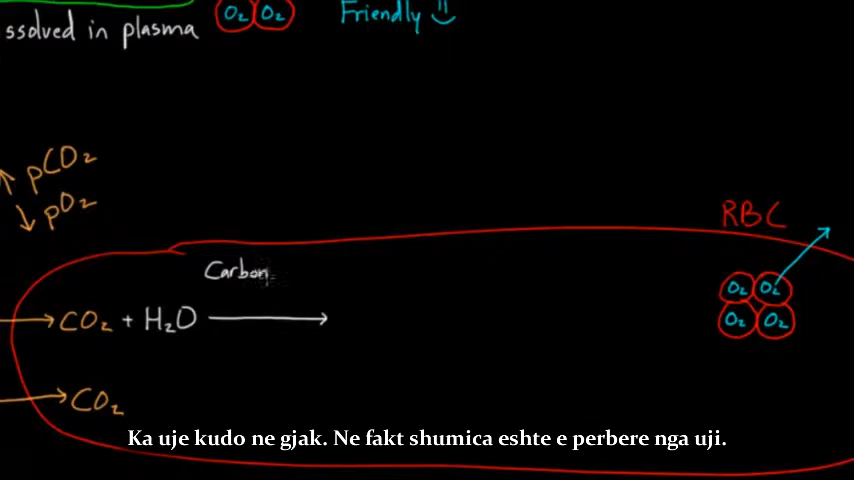 ssolved in plasma O₂ O₂ Friendly
↑ pCO₂
↓ pO₂
RBC
Carbon
O₂ O₂
→ CO₂ + H₂O →
O₂ O₂
→ CO₂
Ka uje kudo ne gjak. Ne fakt shumica eshte e perbere nga uji.